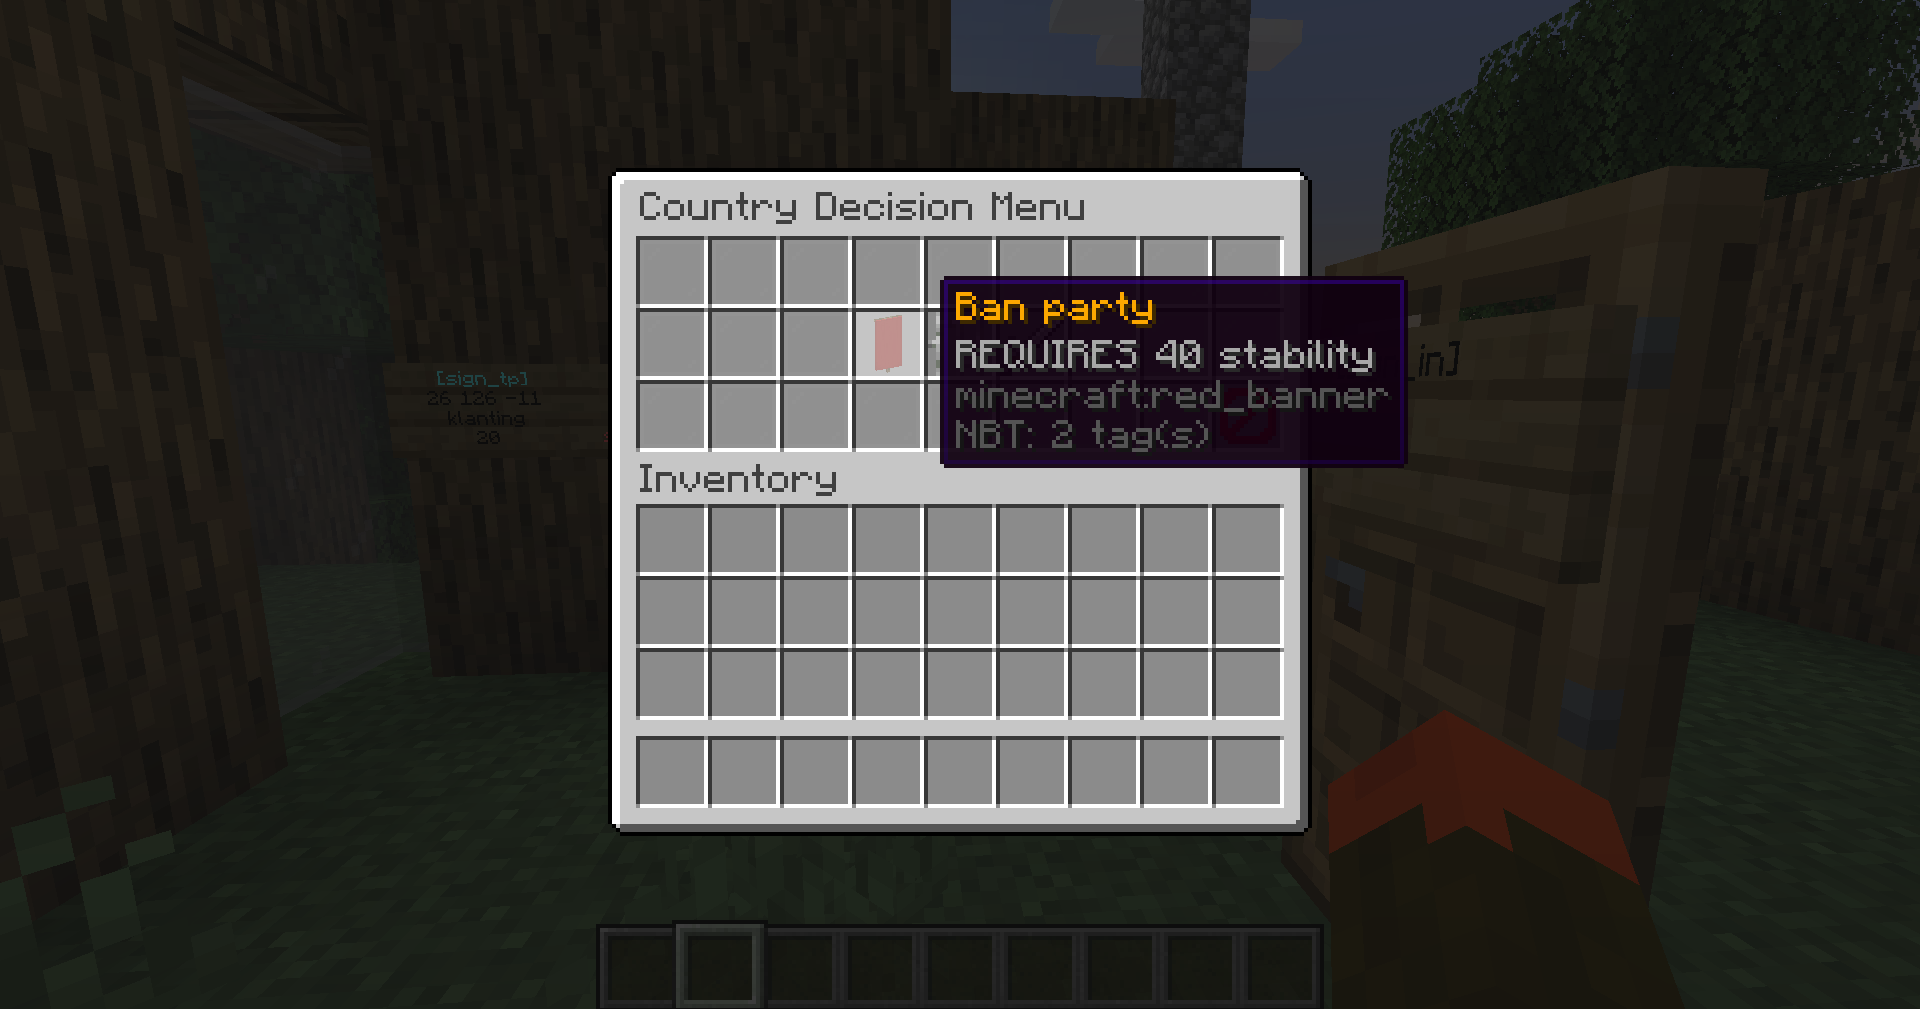 Country Decision Menu
Ban party
REQUIRES 40 stability
minecraft:red_banner
NBT: 2 tag(s)
Inventory
[sign_tp]
26 126 -11
klanting
20
_in]